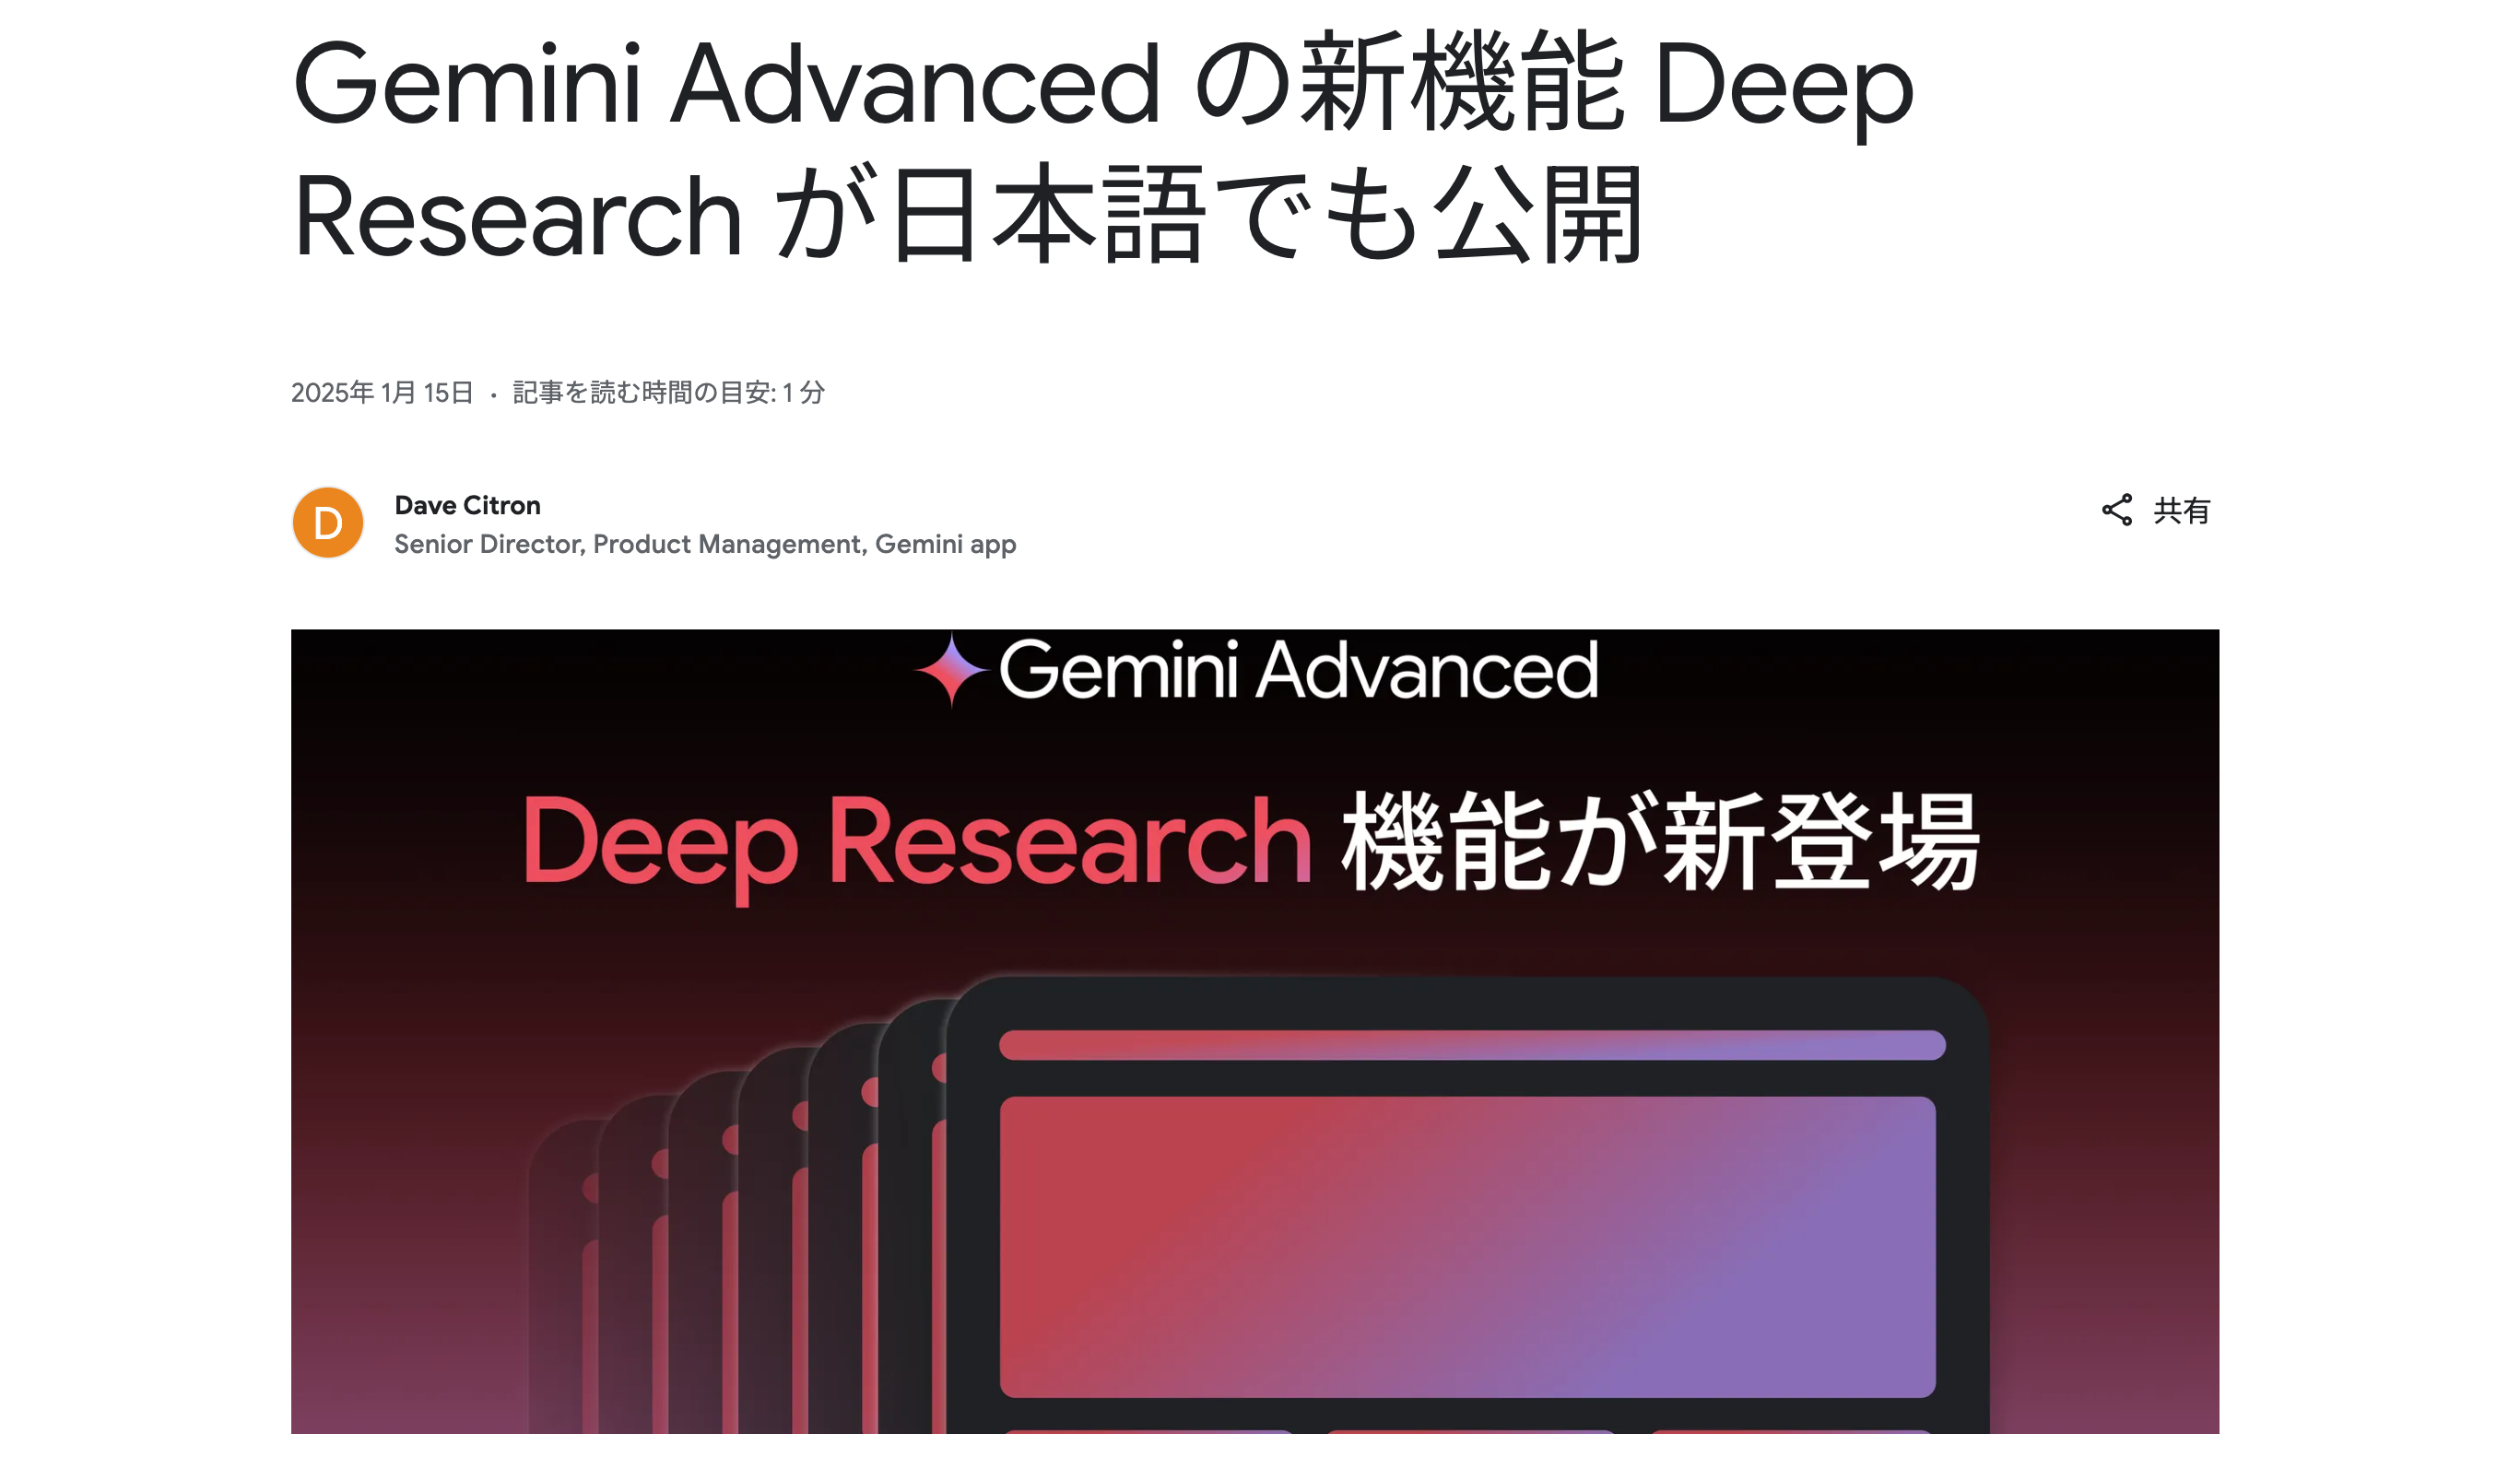 Gemini Advanced の新機能 Deep
Research が日本語でも公開
2025年 1月 15日 · 記事を読む時間の目安: 1 分
D
Dave Citron
Senior Director, Product Management, Gemini app
共有
Gemini Advanced
Deep Research 機能が新登場